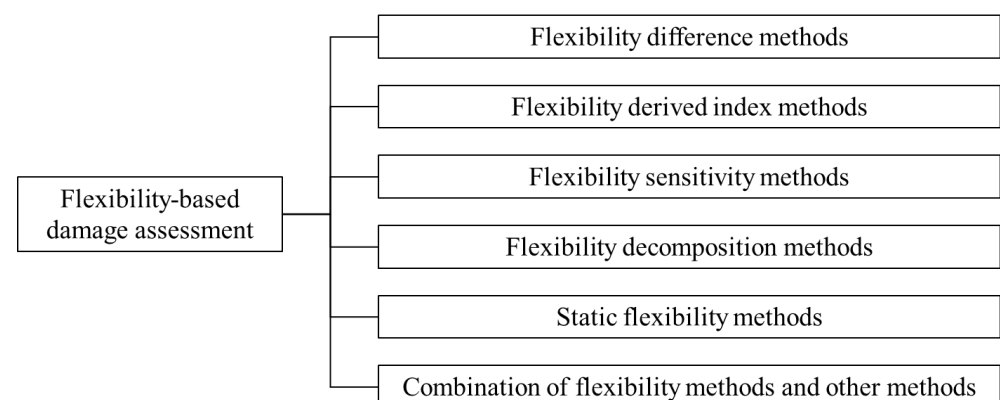 Flexibility difference methods
Flexibility derived index methods
Flexibility sensitivity methods
Flexibility-based
damage assessment
Flexibility decomposition methods
Static flexibility methods
Combination of flexibility methods and other methods